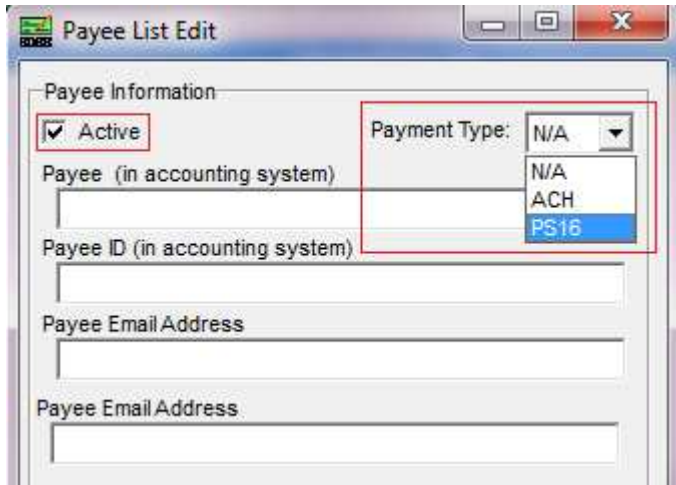 Payee List Edit
Payee Information
Active
Payment Type: N/A
N/A
ACH
PS16
Payee (in accounting system)
Payee ID (in accounting system)
Payee Email Address
Payee Email Address